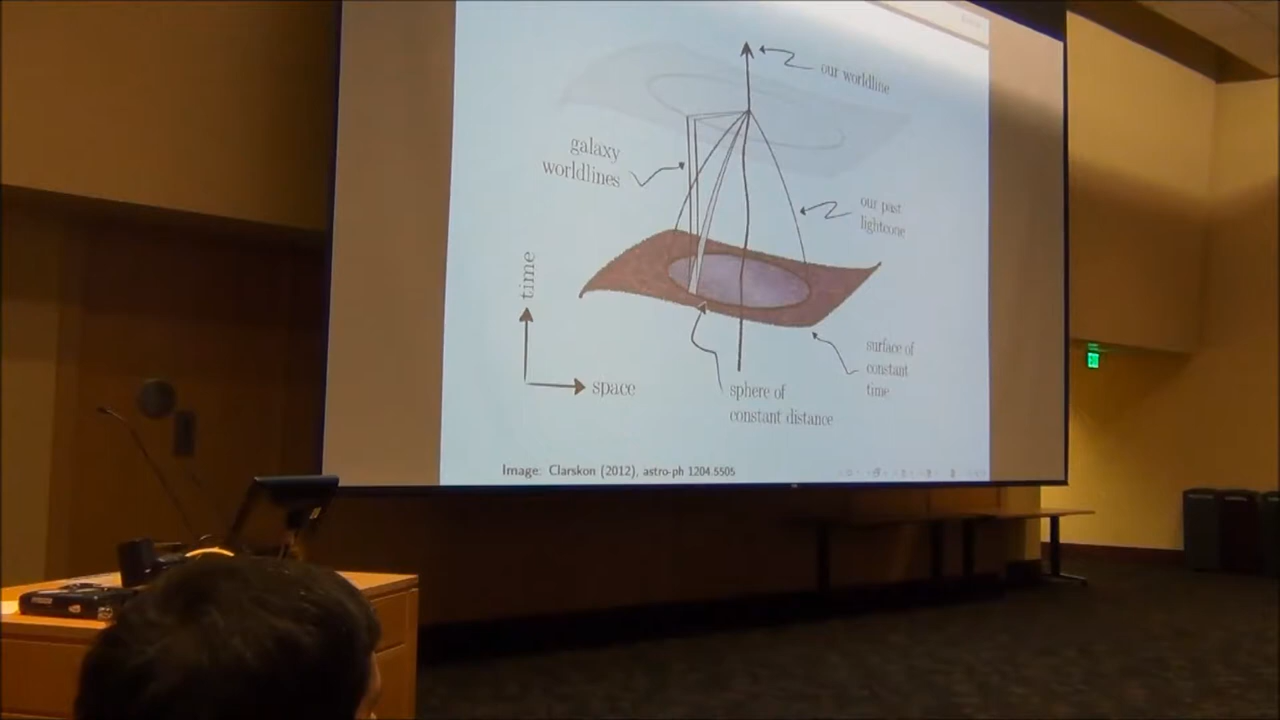 our worldline
galaxy
worldlines
our past
lightcone
time
surface of
constant
time
space
sphere of
constant distance
Image: Clarskon (2012), astro-ph 1204.5505